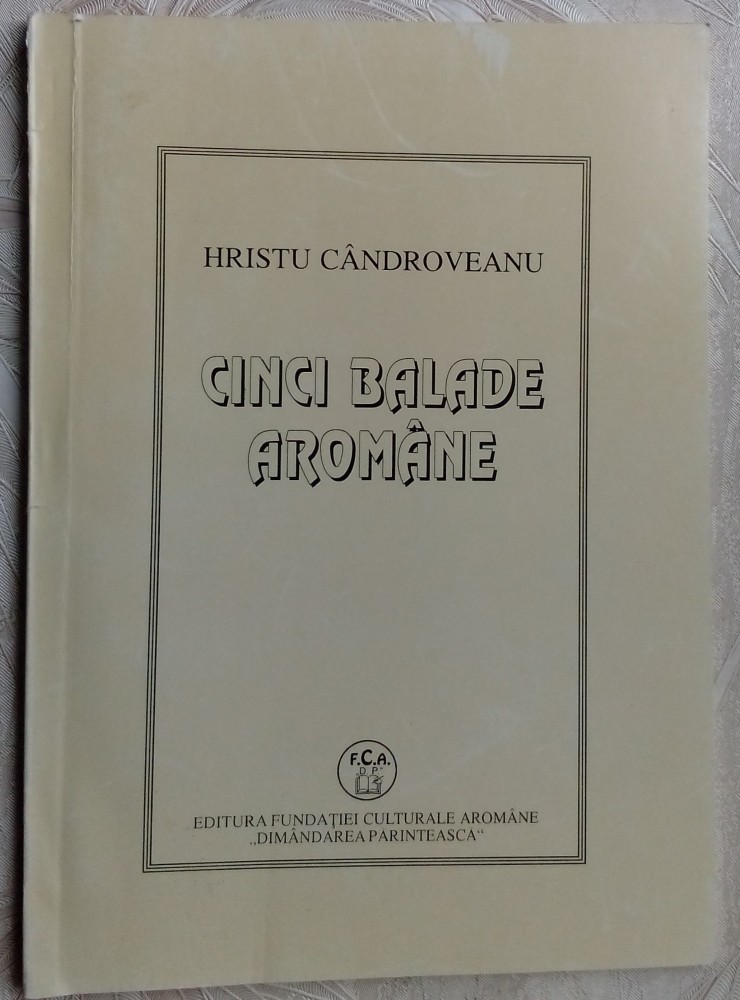 HRISTU CÂNDROVEANU
CINCI BALADE
AROMÂNE
F.C.A.
D P
EDITURA FUNDAȚIEI CULTURALE AROMÂNE
„DIMÂNDAREA PARINTEASCA“